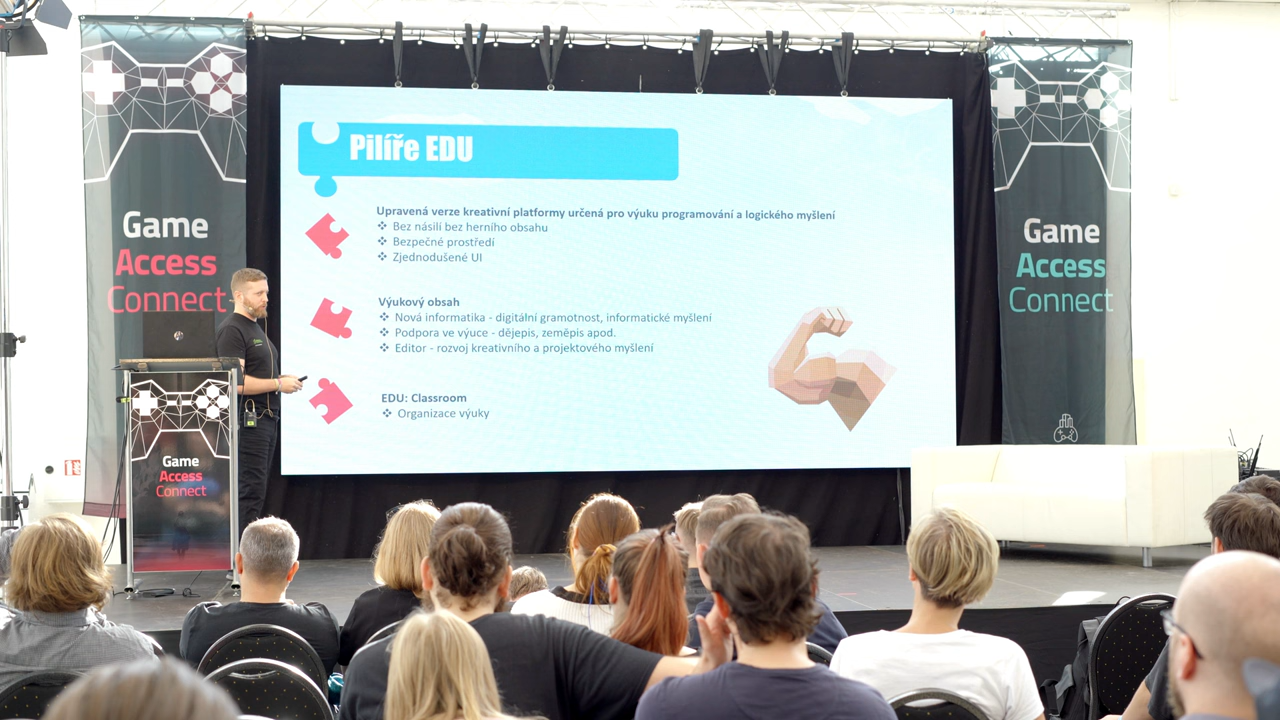 Game
Access
Connect
Pilíře EDU
Upravená verze kreativní platformy určená pro výuku programování a logického myšlení
❖ Bez násilí bez herního obsahu
❖ Bezpečné prostředí
❖ Zjednodušené UI
Výukový obsah
❖ Nová informatika - digitální gramotnost, informatické myšlení
❖ Podpora ve výuce - dějepis, zeměpis apod.
❖ Editor - rozvoj kreativního a projektového myšlení
EDU: Classroom
❖ Organizace výuky
Game
Access
Connect
Game
Access
Connect